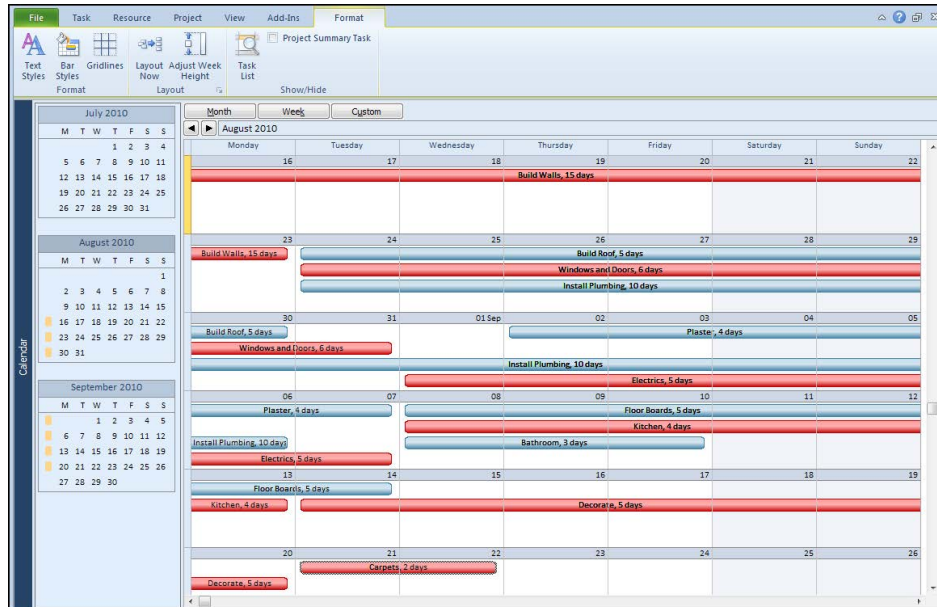 File Task Resource Project View Add-Ins Format
Text Styles Bar Styles Gridlines Layout Now Adjust Week Height Task List Project Summary Task
Format Layout Show/Hide
Calendar
July 2010
M T W T F S S
1 2 3 4
5 6 7 8 9 10 11
12 13 14 15 16 17 18
19 20 21 22 23 24 25
26 27 28 29 30 31
August 2010
M T W T F S S
1
2 3 4 5 6 7 8
9 10 11 12 13 14 15
16 17 18 19 20 21 22
23 24 25 26 27 28 29
30 31
September 2010
M T W T F S S
1 2 3 4 5
6 7 8 9 10 11 12
13 14 15 16 17 18 19
20 21 22 23 24 25 26
27 28 29 30
Month Week Custom
August 2010
Monday Tuesday Wednesday Thursday Friday Saturday Sunday
16 17 18 19 20 21 22
Build Walls, 15 days
23 24 25 26 27 28 29
Build Walls, 15 days Build Roof, 5 days
Windows and Doors, 6 days
Install Plumbing, 10 days
30 31 01 Sep 02 03 04 05
Build Roof, 5 days Plaster, 4 days
Windows and Doors, 6 days
Install Plumbing, 10 days
Electrics, 5 days
06 07 08 09 10 11 12
Plaster, 4 days Floor Boards, 5 days
Kitchen, 4 days
Install Plumbing, 10 days Bathroom, 3 days
Electrics, 5 days
13 14 15 16 17 18 19
Floor Boards, 5 days
Kitchen, 4 days Decorate, 5 days
20 21 22 23 24 25 26
Carpets, 2 days
Decorate, 5 days